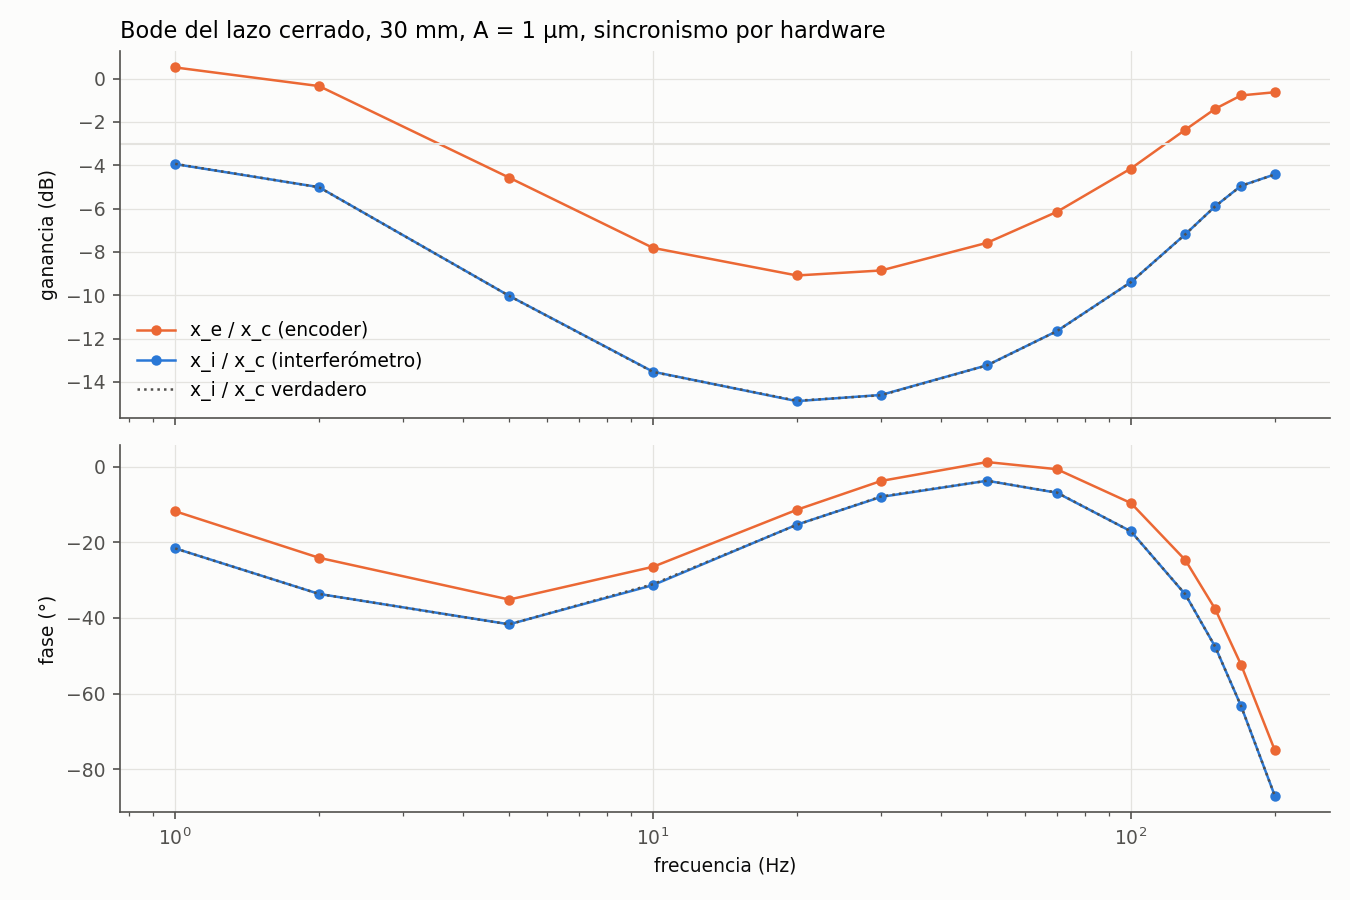 Bode del lazo cerrado, 30 mm, A = 1 μm, sincronismo por hardware
ganancia (dB)
0
−2
−4
−6
−8
−10
−12
−14
x_e / x_c (encoder)
x_i / x_c (interferómetro)
x_i / x_c verdadero
fase (°)
0
−20
−40
−60
−80
10⁰
10¹
10²
frecuencia (Hz)